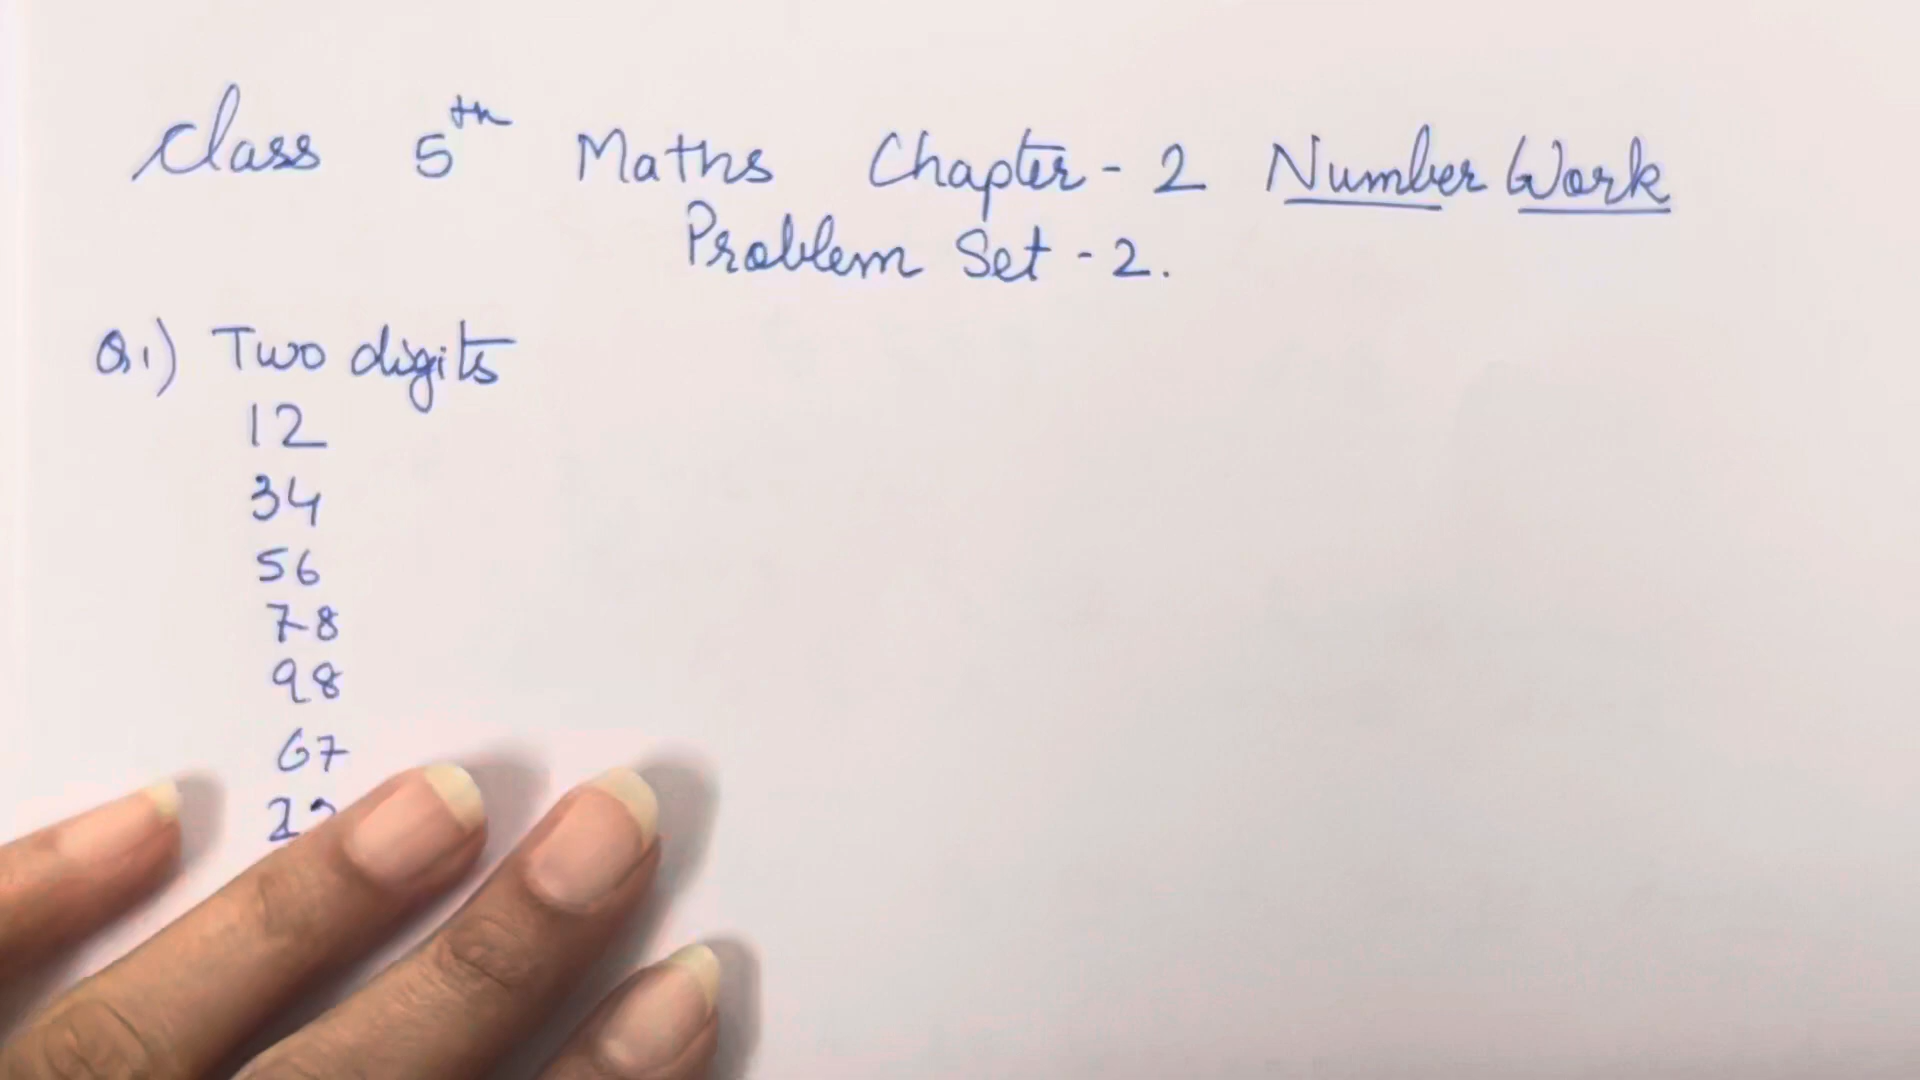 Class 5th Maths Chapter - 2 Number Work
Problem Set - 2.
Q.1) Two digits
12
34
56
78
98
67